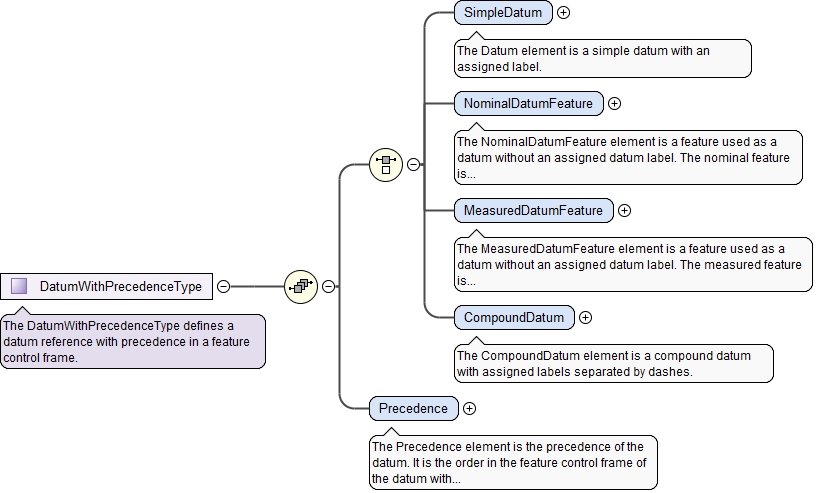 SimpleDatum
The Datum element is a simple datum with an
assigned label.
NominalDatumFeature
The NominalDatumFeature element is a feature used as a
datum without an assigned datum label. The nominal feature
is...
MeasuredDatumFeature
The MeasuredDatumFeature element is a feature used as a
datum without an assigned datum label. The measured feature
is...
DatumWithPrecedenceType
The DatumWithPrecedenceType defines a
datum reference with precedence in a feature
control frame.
CompoundDatum
The CompoundDatum element is a compound datum
with assigned labels separated by dashes.
Precedence
The Precedence element is the precedence of the
datum. It is the order in the feature control frame of
the datum with...